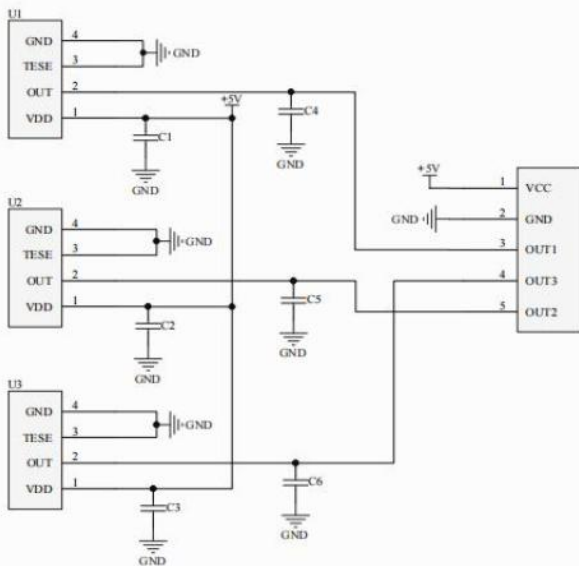 U1
GND 4
TESE 3
GND
OUT 2
VDD 1
+5V
C1
GND
C4
GND
U2
GND 4
TESE 3
GND
OUT 2
VDD 1
C2
GND
C5
GND
U3
GND 4
TESE 3
GND
OUT 2
VDD 1
C3
GND
C6
GND
+5V
1 VCC
GND 2 GND
3 OUT1
4 OUT3
5 OUT2